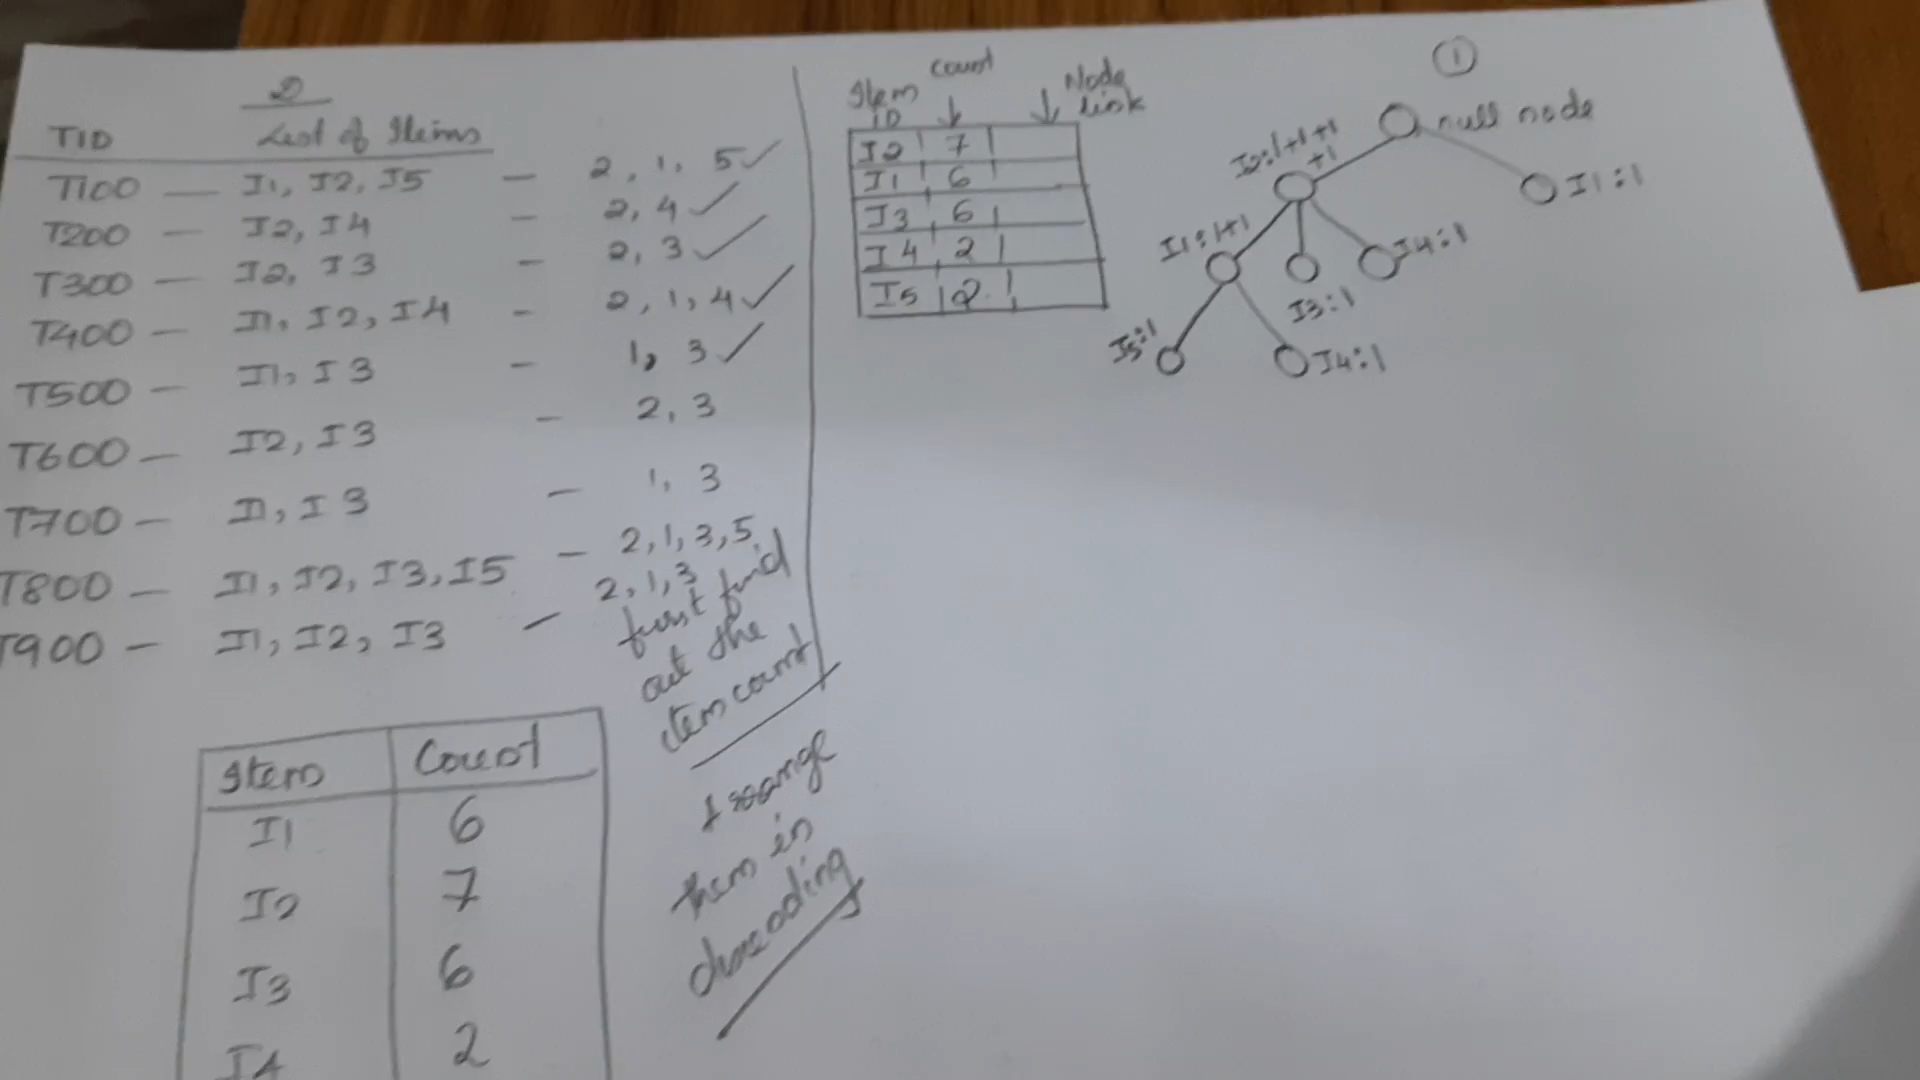 D
TID List of Items
T100 — I1, I2, I5 — 2, 1, 5 ✓
T200 — I2, I4 — 2, 4 ✓
T300 — I2, I3 — 2, 3 ✓
T400 — I1, I2, I4 — 2, 1, 4 ✓
T500 — I1, I3 — 1, 3 ✓
T600 — I2, I3 — 2, 3
T700 — I1, I3 — 1, 3
T800 — I1, I2, I3, I5 — 2, 1, 3, 5
T900 — I1, I2, I3 — 2, 1, 3
first find
out the
item count
Arrange
them in
Item Count
I1 6
I2 7
I3 6
I4 2
Item ID count Node link
I2 7
I1 6
I3 6
I4 2
I5 2
1
null node
I2:1+1+1
+1
I1:1
I1:1+1
I4:1
I3:1
I5:1
I4:1